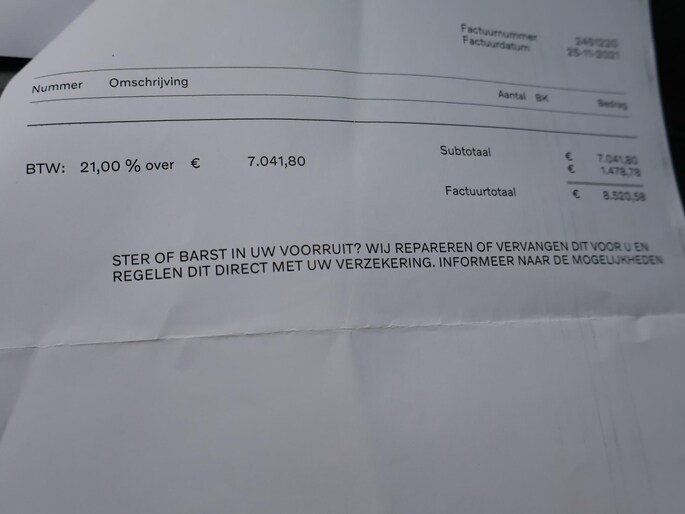 Factuurnummer 2451220
Factuurdatum 25-11-2021
Nummer Omschrijving Aantal BK Bedrag
BTW: 21,00 % over € 7.041,80
Subtotaal € 7.041,80
€ 1.478,78
Factuurtotaal € 8.520,58
STER OF BARST IN UW VOORRUIT? WIJ REPAREREN OF VERVANGEN DIT VOOR U EN
REGELEN DIT DIRECT MET UW VERZEKERING. INFORMEER NAAR DE MOGELIJKHEDEN